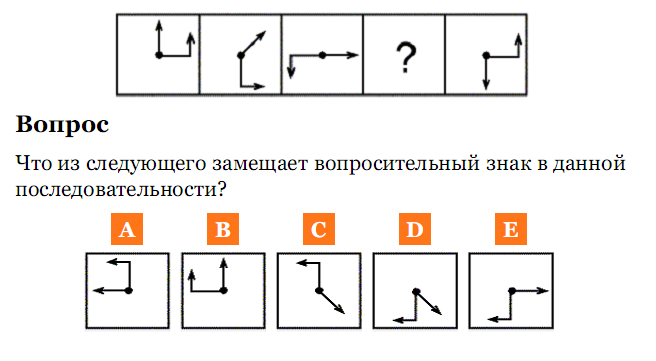 ?
Вопрос
Что из следующего замещает вопросительный знак в данной
последовательности?
A B C D E